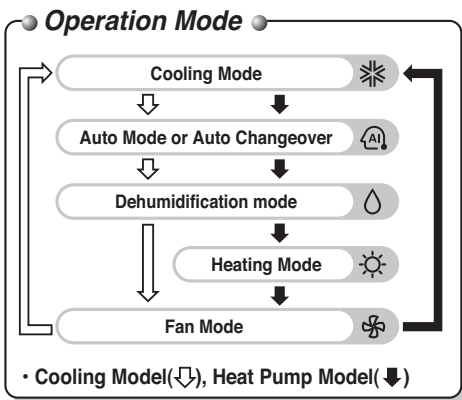 Operation Mode
Cooling Mode
Auto Mode or Auto Changeover
AI
Dehumidification mode
Heating Mode
Fan Mode
• Cooling Model(⇩), Heat Pump Model(⬇)